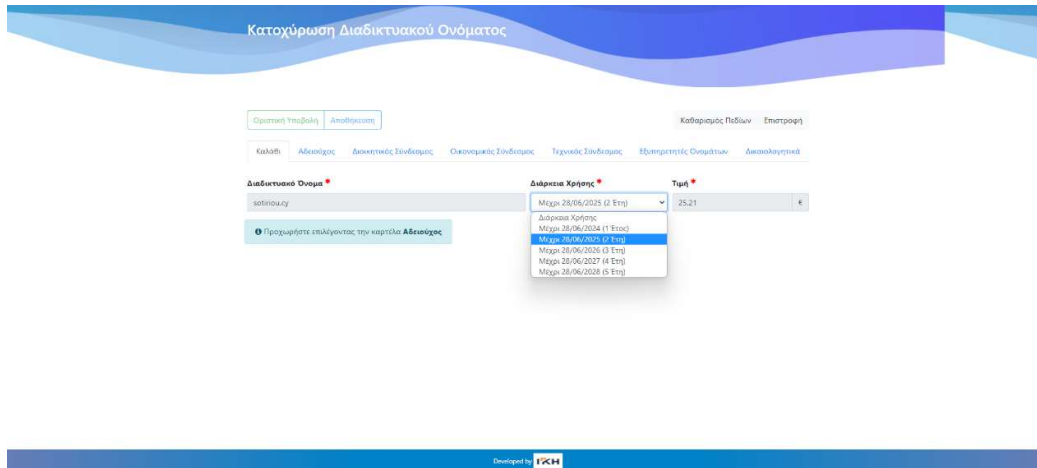 Κατοχύρωση Διαδικτυακού Ονόματος
Οριστική Υποβολή Αποθήκευση Καθαρισμός Πεδίων Επιστροφή
Καλάθι Αδειούχος Διοικητικός Σύνδεσμος Οικονομικός Σύνδεσμος Τεχνικός Σύνδεσμος Εξυπηρετητές Ονομάτων Δικαιολογητικά
Διαδικτυακό Όνομα * Διάρκεια Χρήσης * Τιμή *
sotiriou.cy Μέχρι 28/06/2025 (2 Έτη) 25.21 €
Διάρκεια Χρήσης
Μέχρι 28/06/2024 (1 Έτος)
Μέχρι 28/06/2025 (2 Έτη)
Μέχρι 28/06/2026 (3 Έτη)
Μέχρι 28/06/2027 (4 Έτη)
Μέχρι 28/06/2028 (5 Έτη)
Προχωρήστε επιλέγοντας την καρτέλα Αδειούχος
Developed by